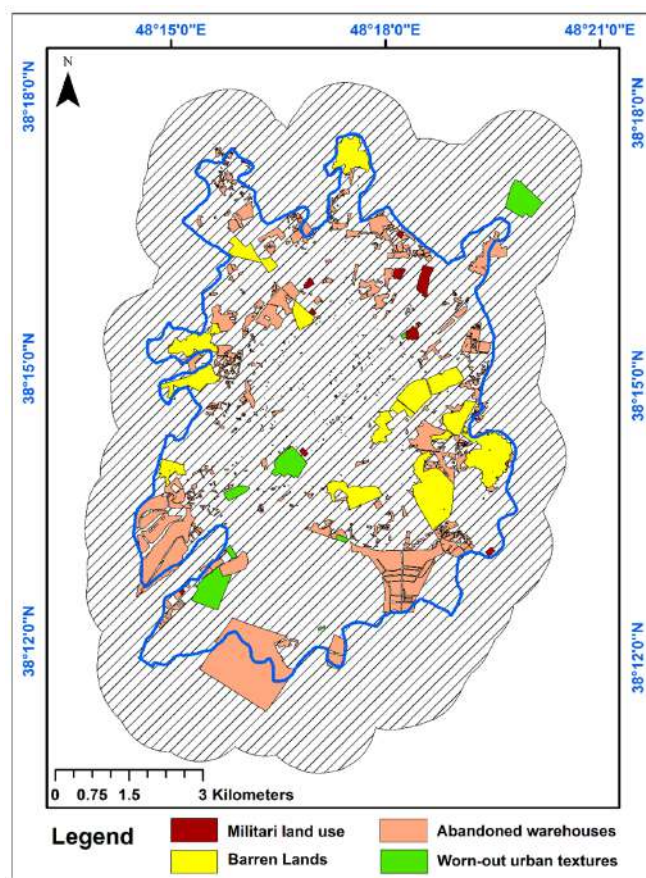 48°15'0"E 48°18'0"E 48°21'0"E
N
38°18'0"N 38°18'0"N
38°15'0"N 38°15'0"N
38°12'0"N 38°12'0"N
0 0.75 1.5 3 Kilometers
Legend
Militari land use Abandoned warehouses
Barren Lands Worn-out urban textures